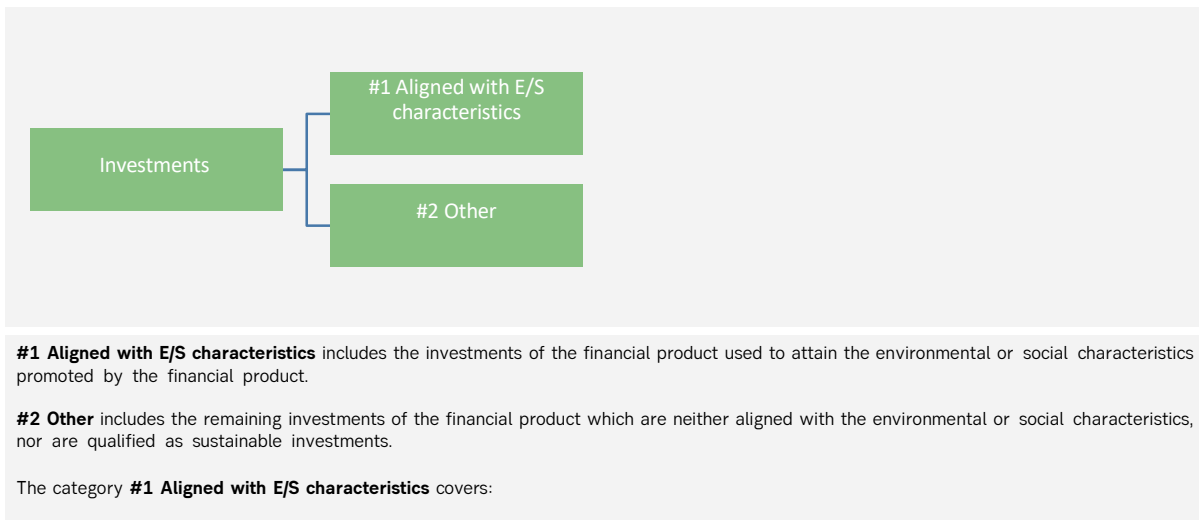 #1 Aligned with E/S
characteristics
Investments
#2 Other
#1 Aligned with E/S characteristics includes the investments of the financial product used to attain the environmental or social characteristics
promoted by the financial product.
#2 Other includes the remaining investments of the financial product which are neither aligned with the environmental or social characteristics,
nor are qualified as sustainable investments.
The category #1 Aligned with E/S characteristics covers: